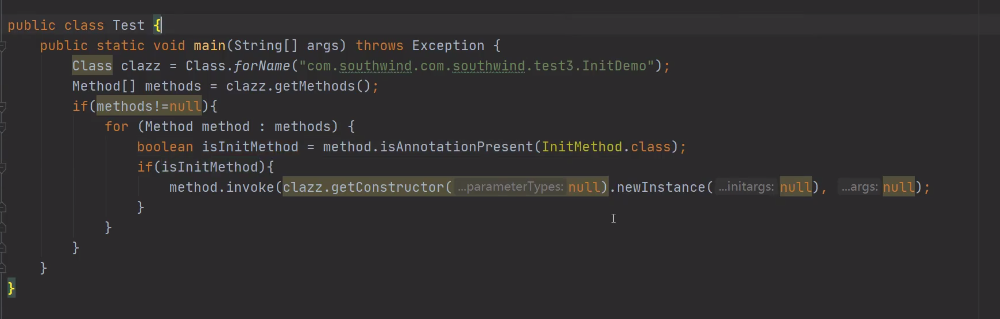 public class Test {
public static void main(String[] args) throws Exception {
Class clazz = Class.forName("com.southwind.com.southwind.test3.InitDemo");
Method[] methods = clazz.getMethods();
if(methods!=null){
for (Method method : methods) {
boolean isInitMethod = method.isAnnotationPresent(InitMethod.class);
if(isInitMethod){
method.invoke(clazz.getConstructor( ...parameterTypes: null).newInstance( ...initargs: null), ...args: null);
}
}
}
}
}